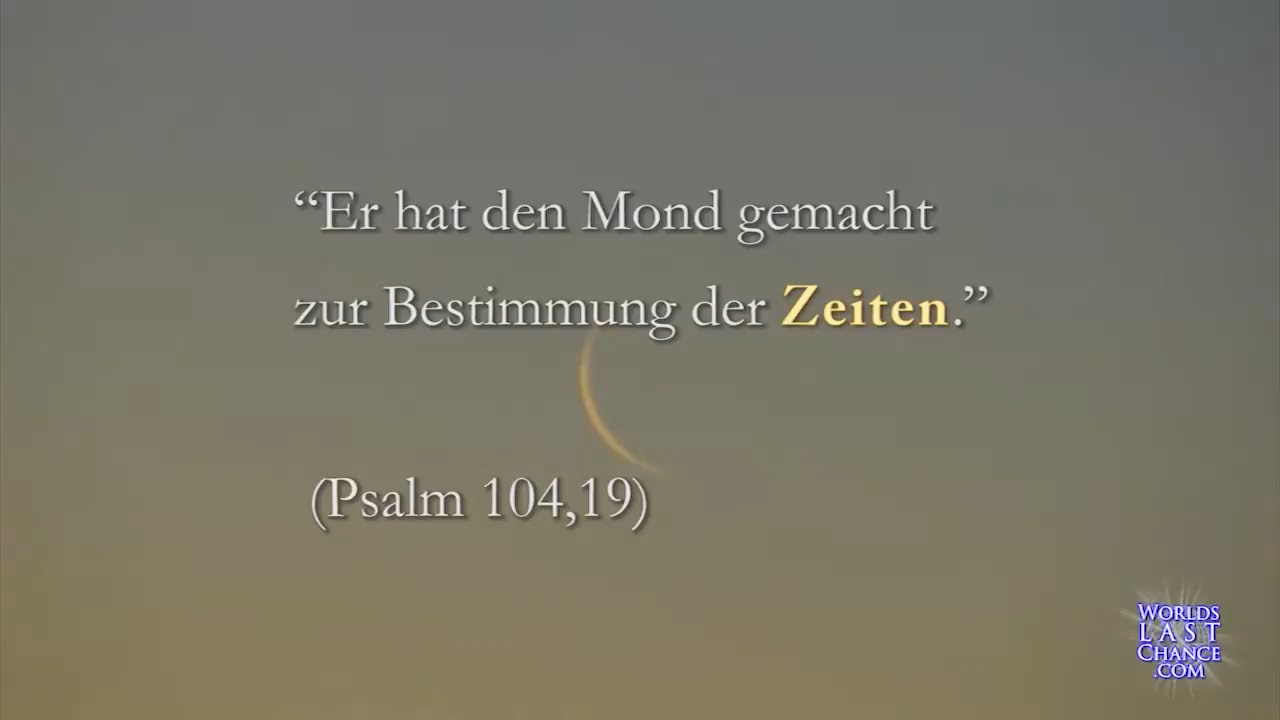 “Er hat den Mond gemacht
zur Bestimmung der Zeiten.”
(Psalm 104,19)
WORLDS
LAST
CHANCE
.COM